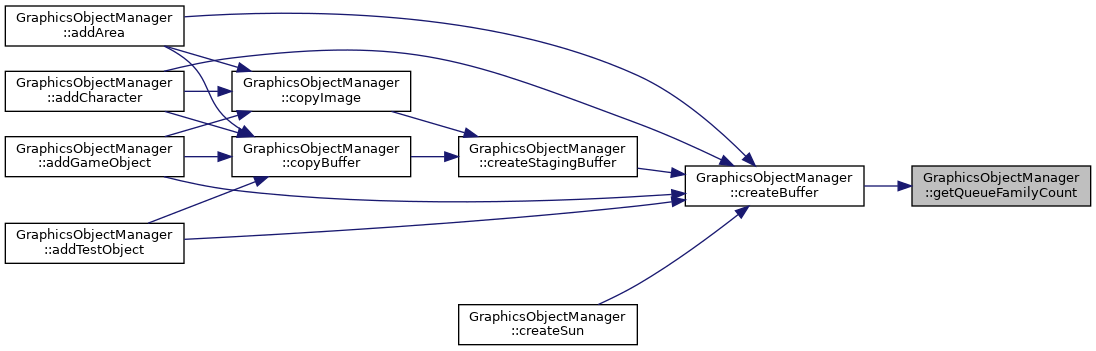 GraphicsObjectManager
::addArea
GraphicsObjectManager
::addCharacter
GraphicsObjectManager
::copyImage
GraphicsObjectManager
::addGameObject
GraphicsObjectManager
::copyBuffer
GraphicsObjectManager
::createStagingBuffer
GraphicsObjectManager
::createBuffer
GraphicsObjectManager
::getQueueFamilyCount
GraphicsObjectManager
::addTestObject
GraphicsObjectManager
::createSun